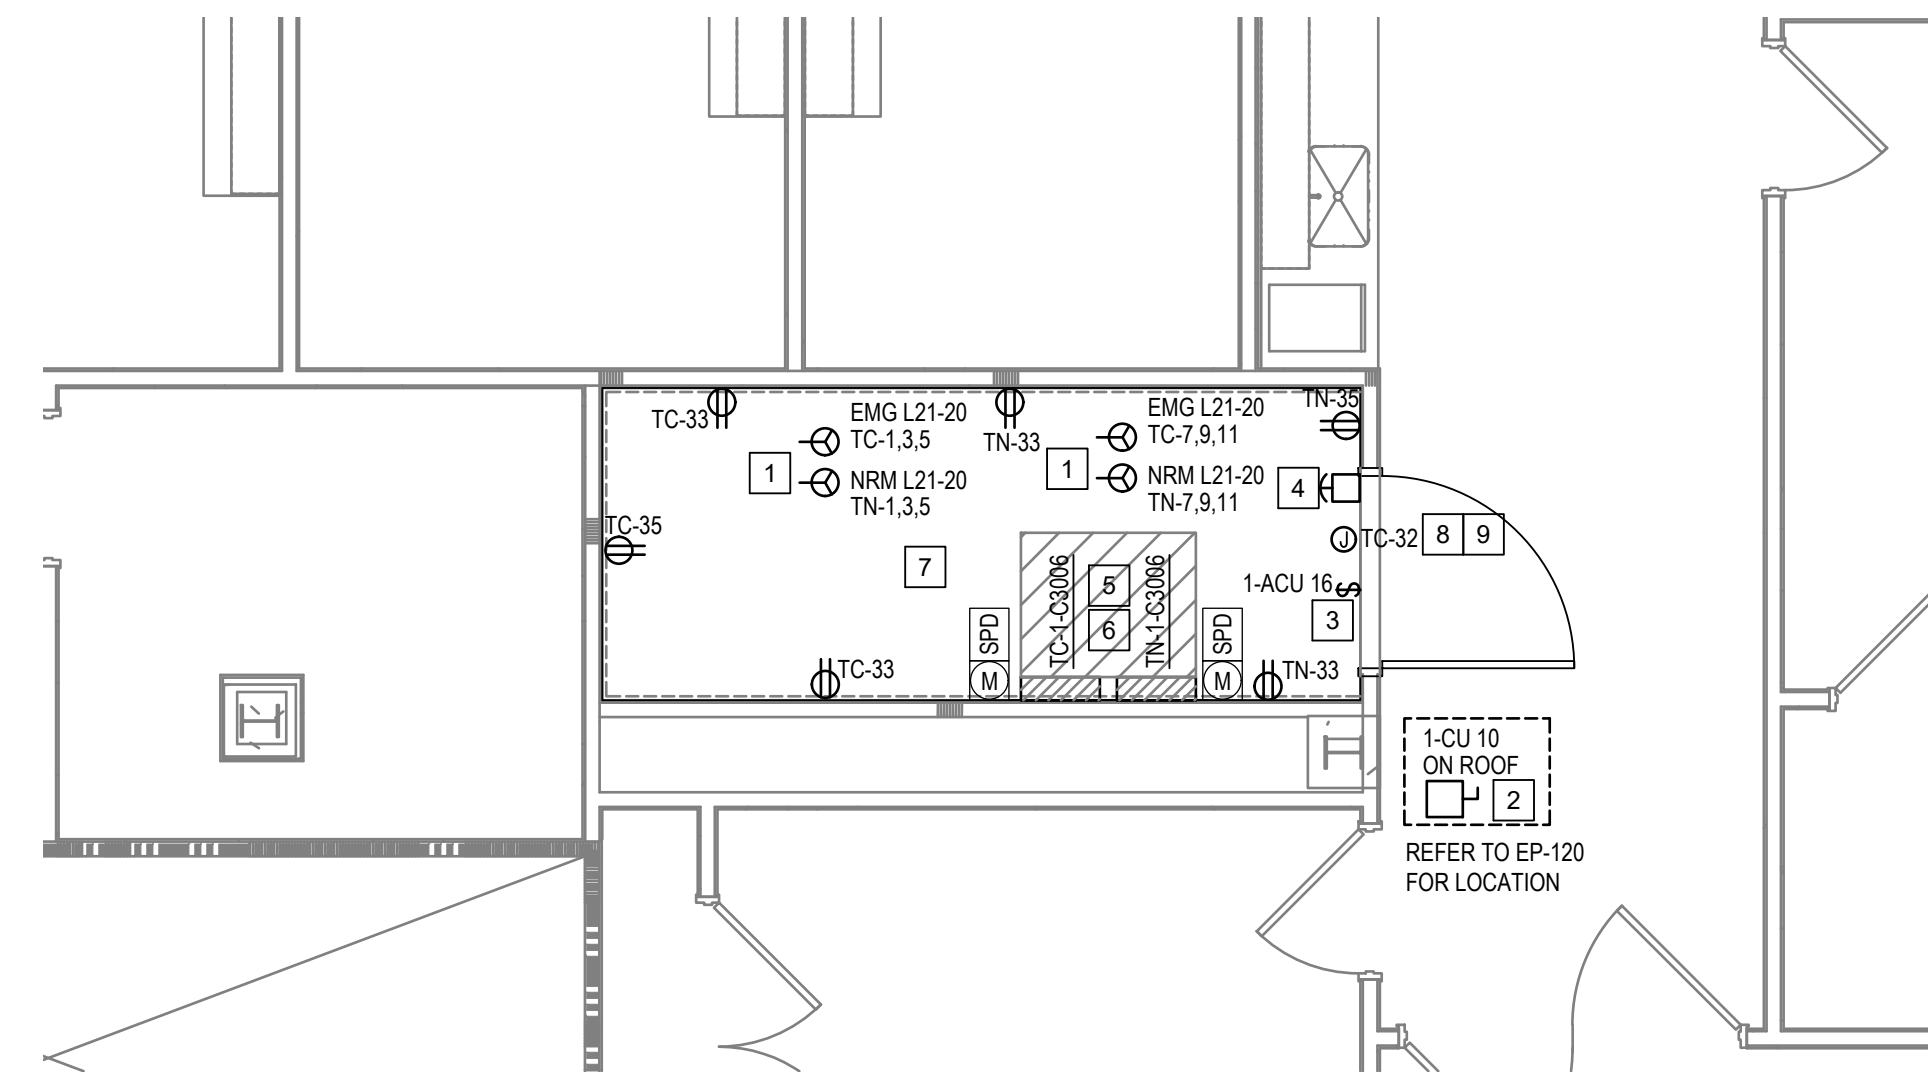 TC-33
EMG L21-20
TC-1,3,5
1
NRM L21-20
TN-1,3,5
TN-33
EMG L21-20
TC-7,9,11
1
NRM L21-20
TN-7,9,11
TN-35
4
TC-35
7
J
TC-32
8
9
1-ACU 16
3
TC-1-C3006
5
6
TN-1-C3006
SPD
M
SPD
M
TC-33
TN-33
1-CU 10
ON ROOF
2
REFER TO EP-120
FOR LOCATION